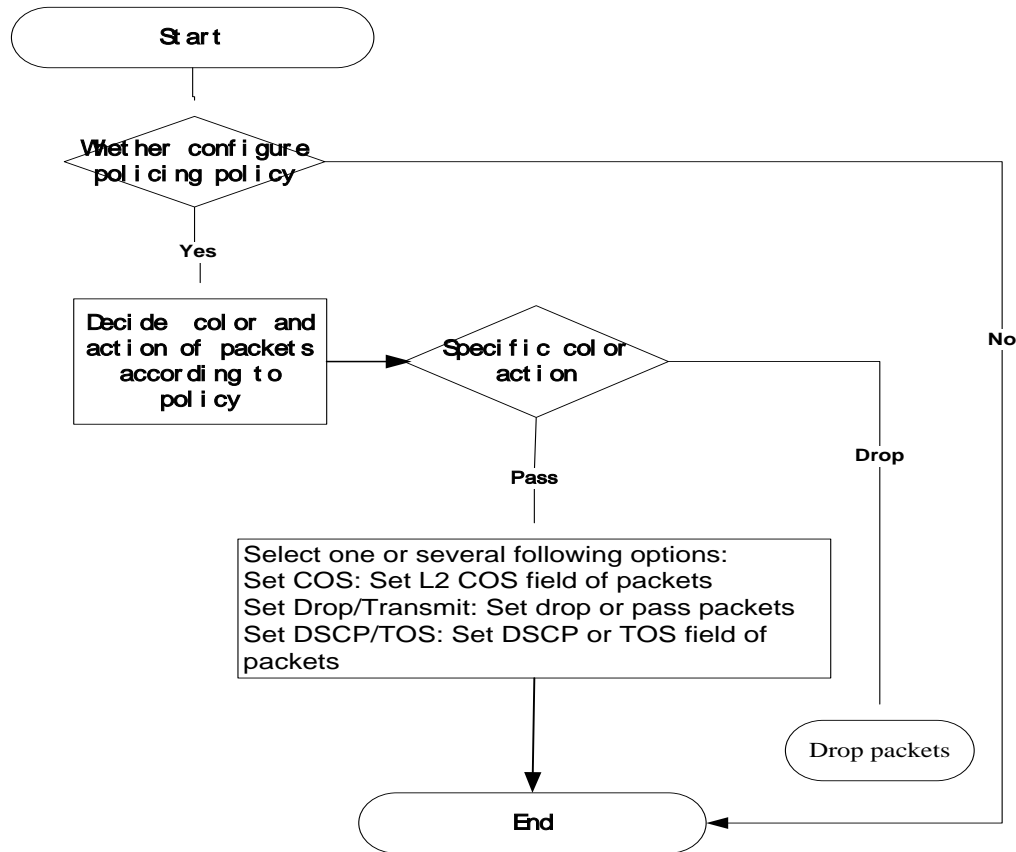 Start
Whether configure
policing policy
Yes
No
Decide color and
action of packets
according to
policy
Specific color
action
Drop
Pass
Select one or several following options:
Set COS: Set L2 COS field of packets
Set Drop/Transmit: Set drop or pass packets
Set DSCP/TOS: Set DSCP or TOS field of
packets
Drop packets
End